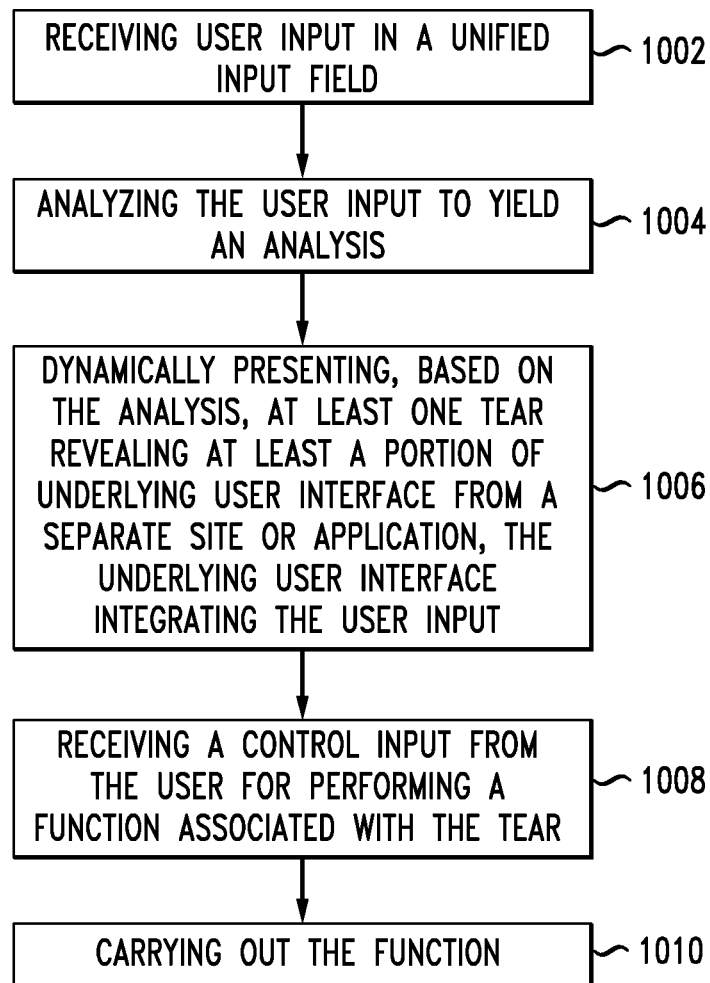 RECEIVING USER INPUT IN A UNIFIED
INPUT FIELD
1002
ANALYZING THE USER INPUT TO YIELD
AN ANALYSIS
1004
DYNAMICALLY PRESENTING, BASED ON
THE ANALYSIS, AT LEAST ONE TEAR
REVEALING AT LEAST A PORTION OF
UNDERLYING USER INTERFACE FROM A
SEPARATE SITE OR APPLICATION, THE
UNDERLYING USER INTERFACE
INTEGRATING THE USER INPUT
1006
RECEIVING A CONTROL INPUT FROM
THE USER FOR PERFORMING A
FUNCTION ASSOCIATED WITH THE TEAR
1008
CARRYING OUT THE FUNCTION
1010